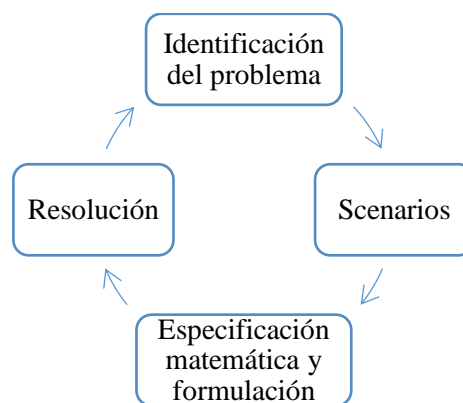 Identificación
del problema
Scenarios
Especificación
matemática y
formulación
Resolución